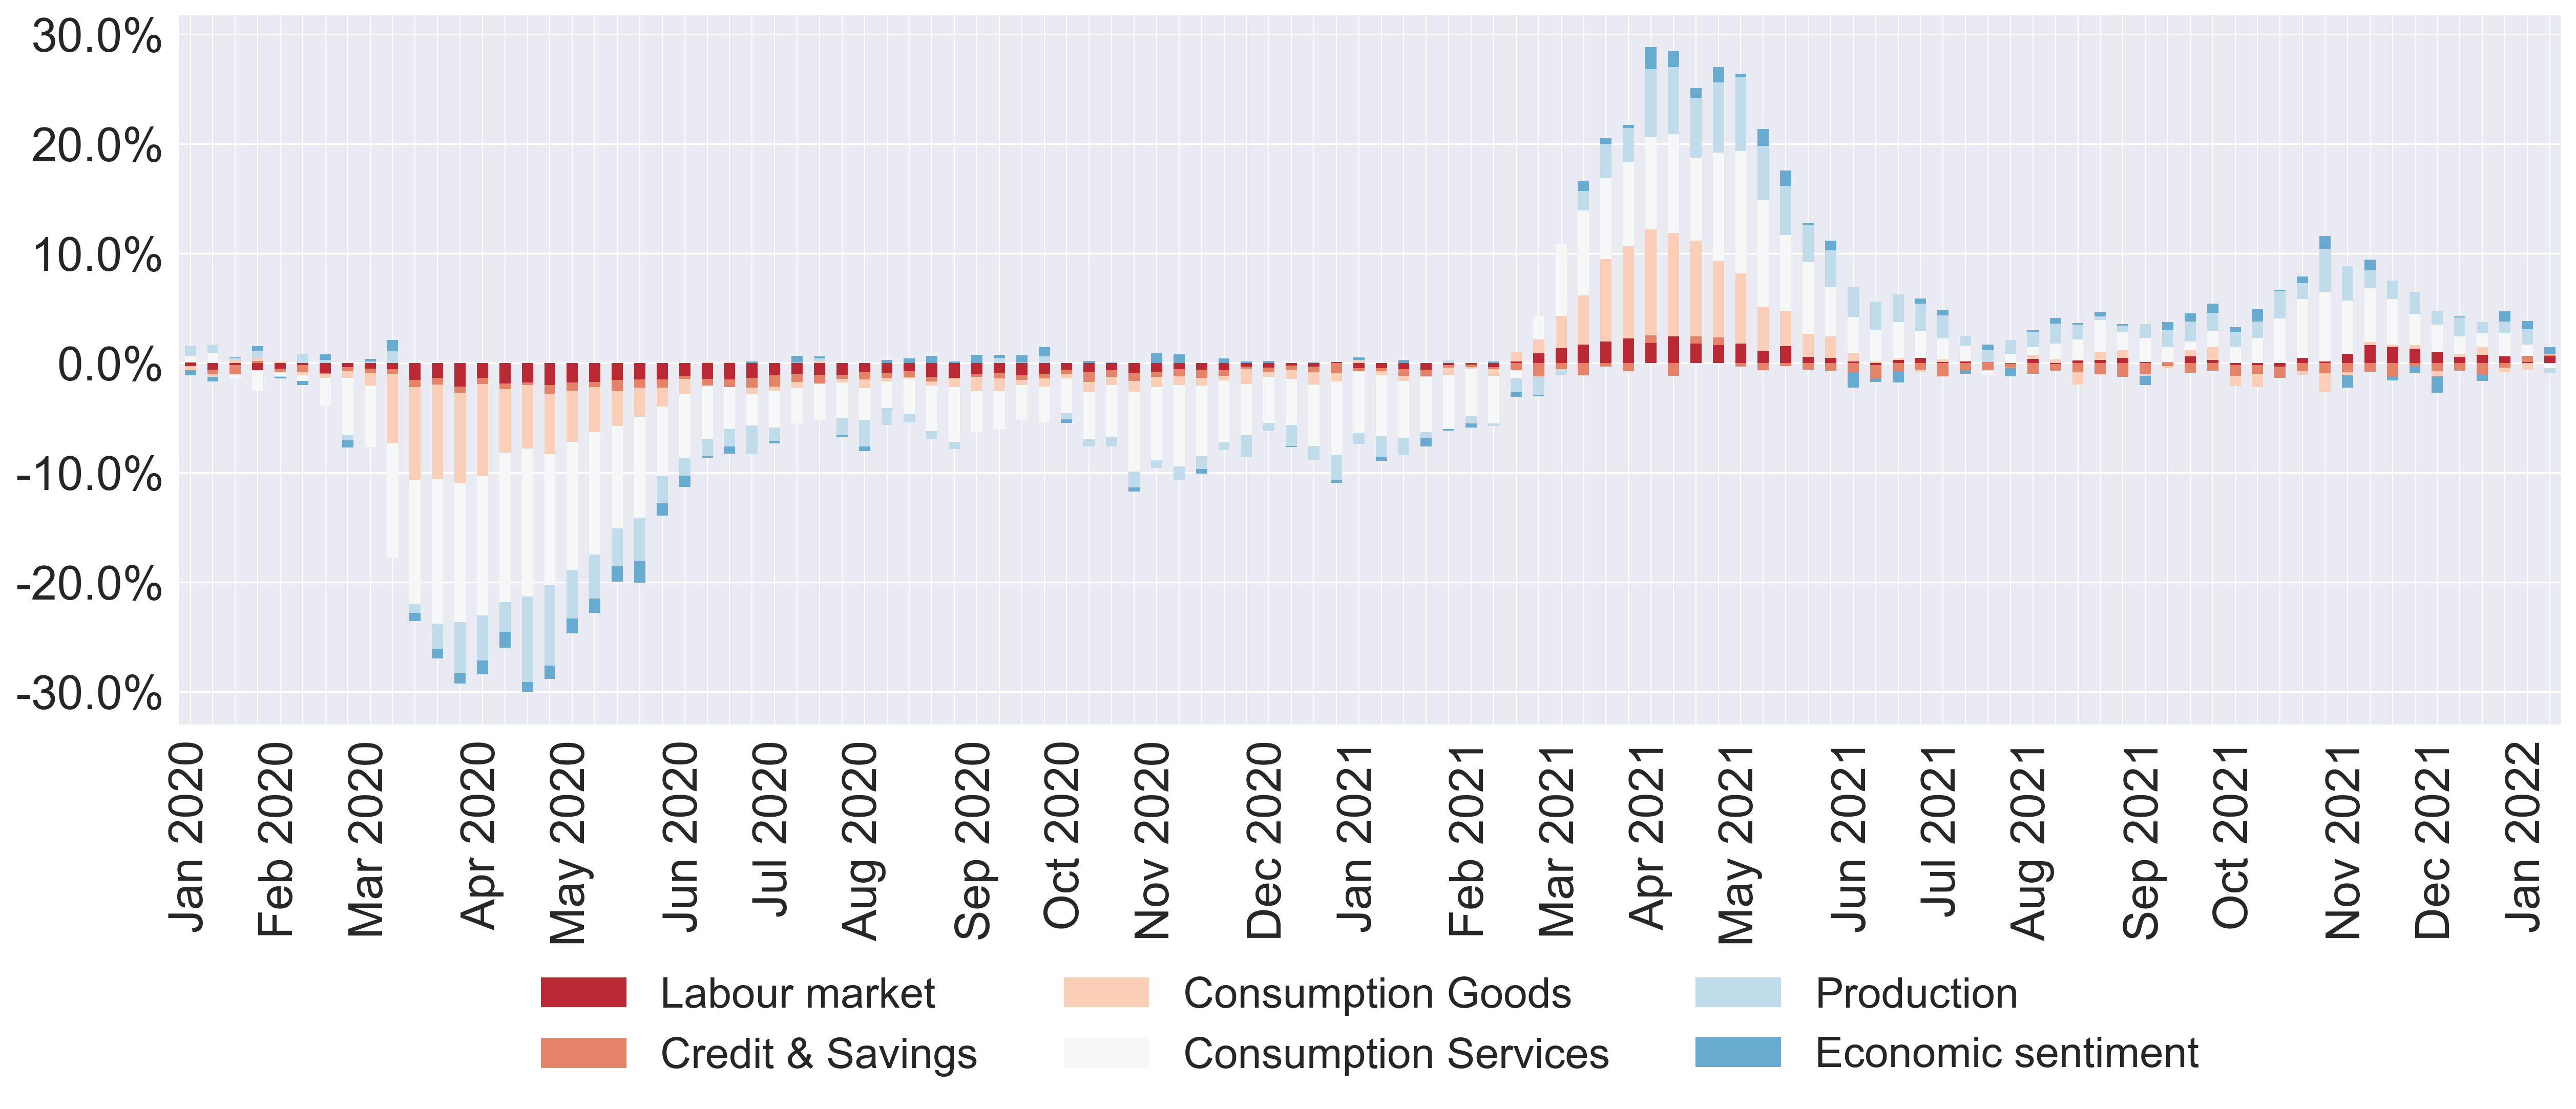 30.0%
20.0%
10.0%
0.0%
-10.0%
-20.0%
-30.0%
Jan 2020
Feb 2020
Mar 2020
Apr 2020
May 2020
Jun 2020
Jul 2020
Aug 2020
Sep 2020
Oct 2020
Nov 2020
Dec 2020
Jan 2021
Feb 2021
Mar 2021
Apr 2021
May 2021
Jun 2021
Jul 2021
Aug 2021
Sep 2021
Oct 2021
Nov 2021
Dec 2021
Jan 2022
Labour market
Consumption Goods
Production
Credit & Savings
Consumption Services
Economic sentiment